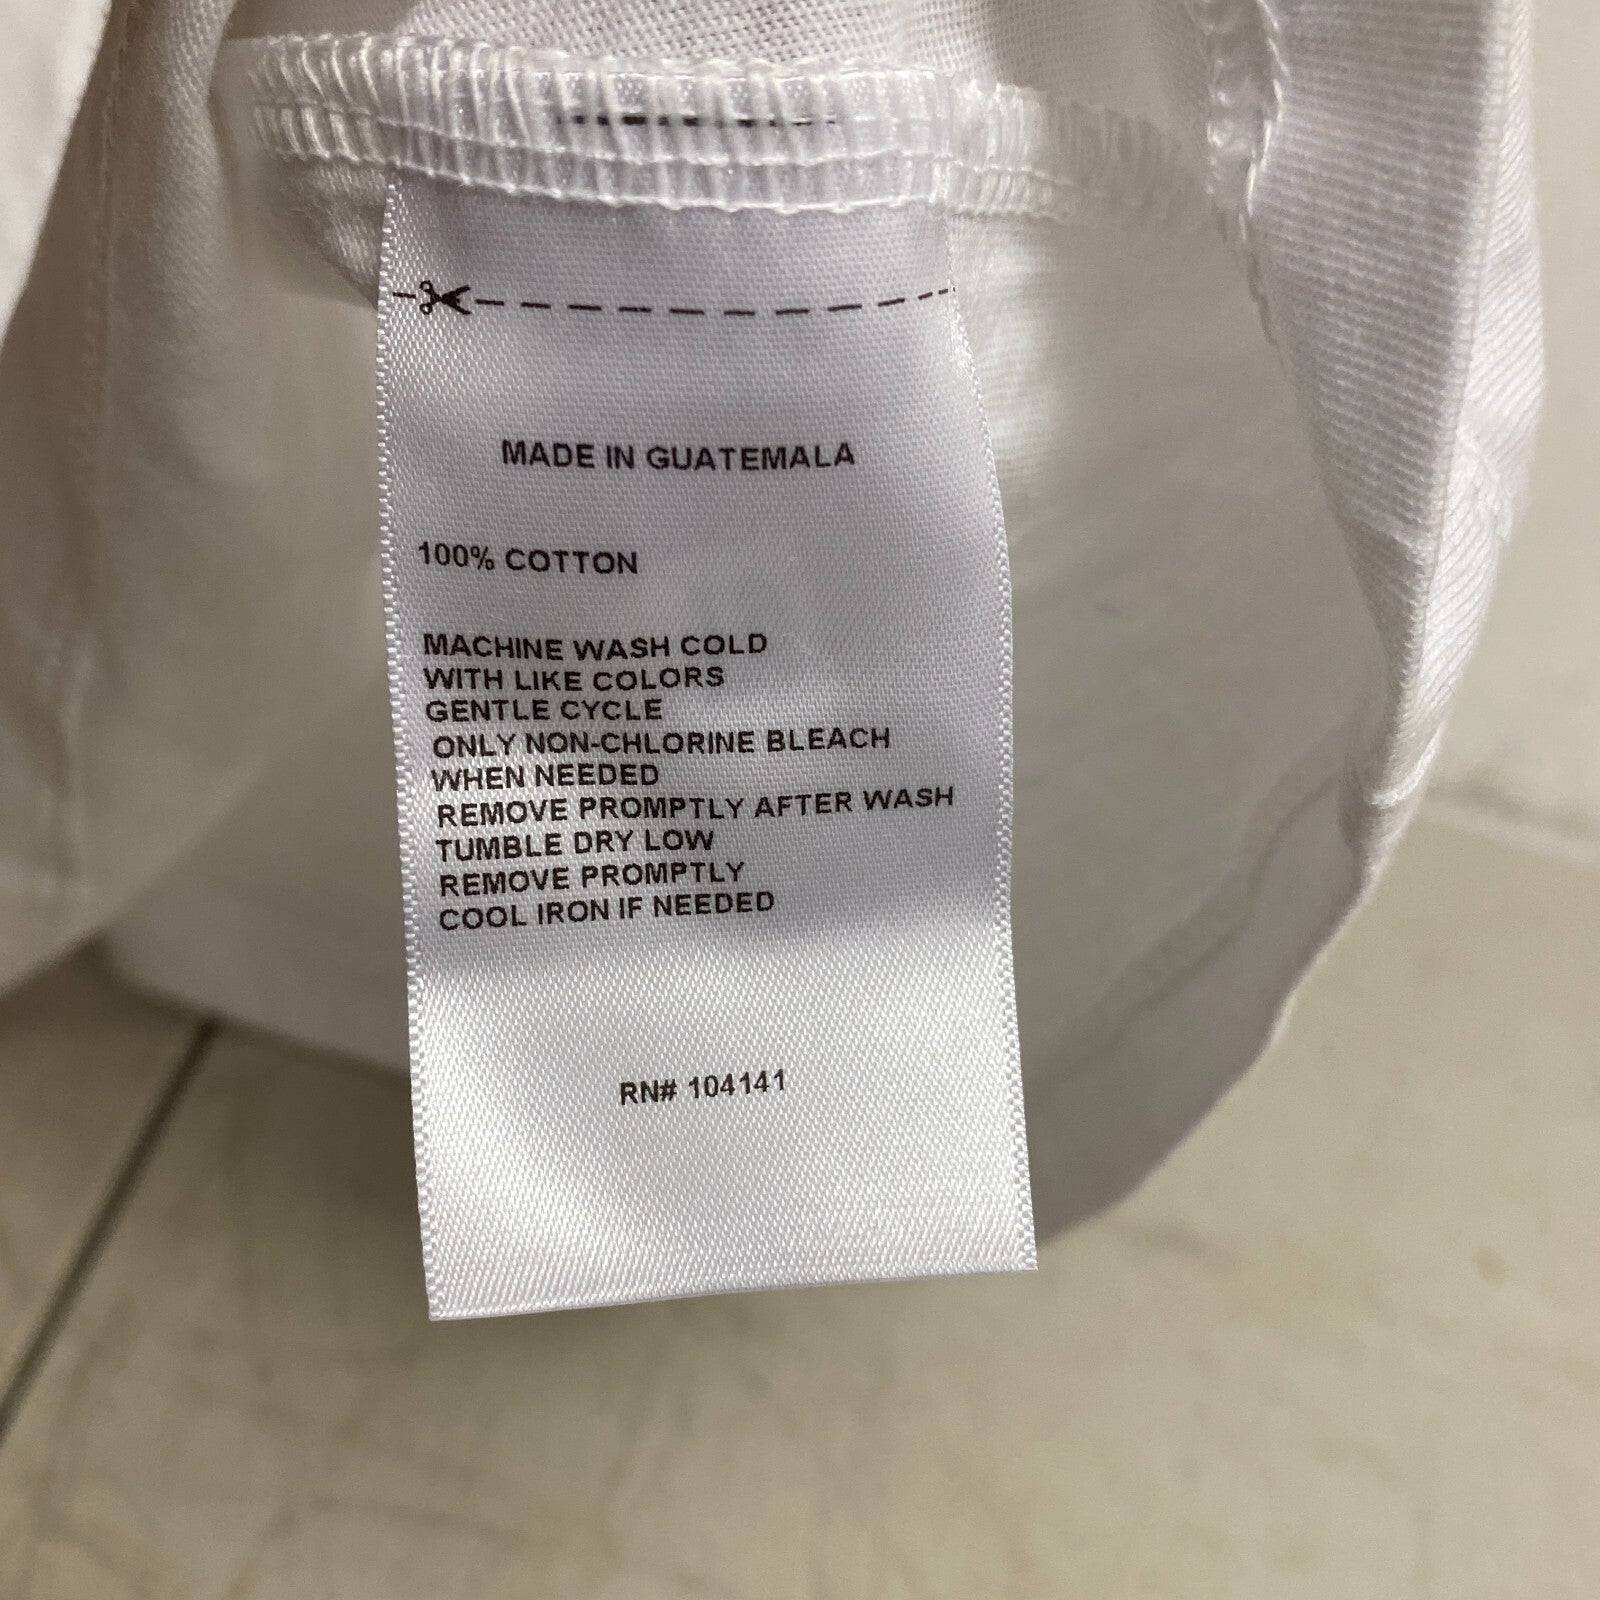 MADE IN GUATEMALA
100% COTTON
MACHINE WASH COLD
WITH LIKE COLORS
GENTLE CYCLE
ONLY NON-CHLORINE BLEACH
WHEN NEEDED
REMOVE PROMPTLY AFTER WASH
TUMBLE DRY LOW
REMOVE PROMPTLY
COOL IRON IF NEEDED
RN# 104141